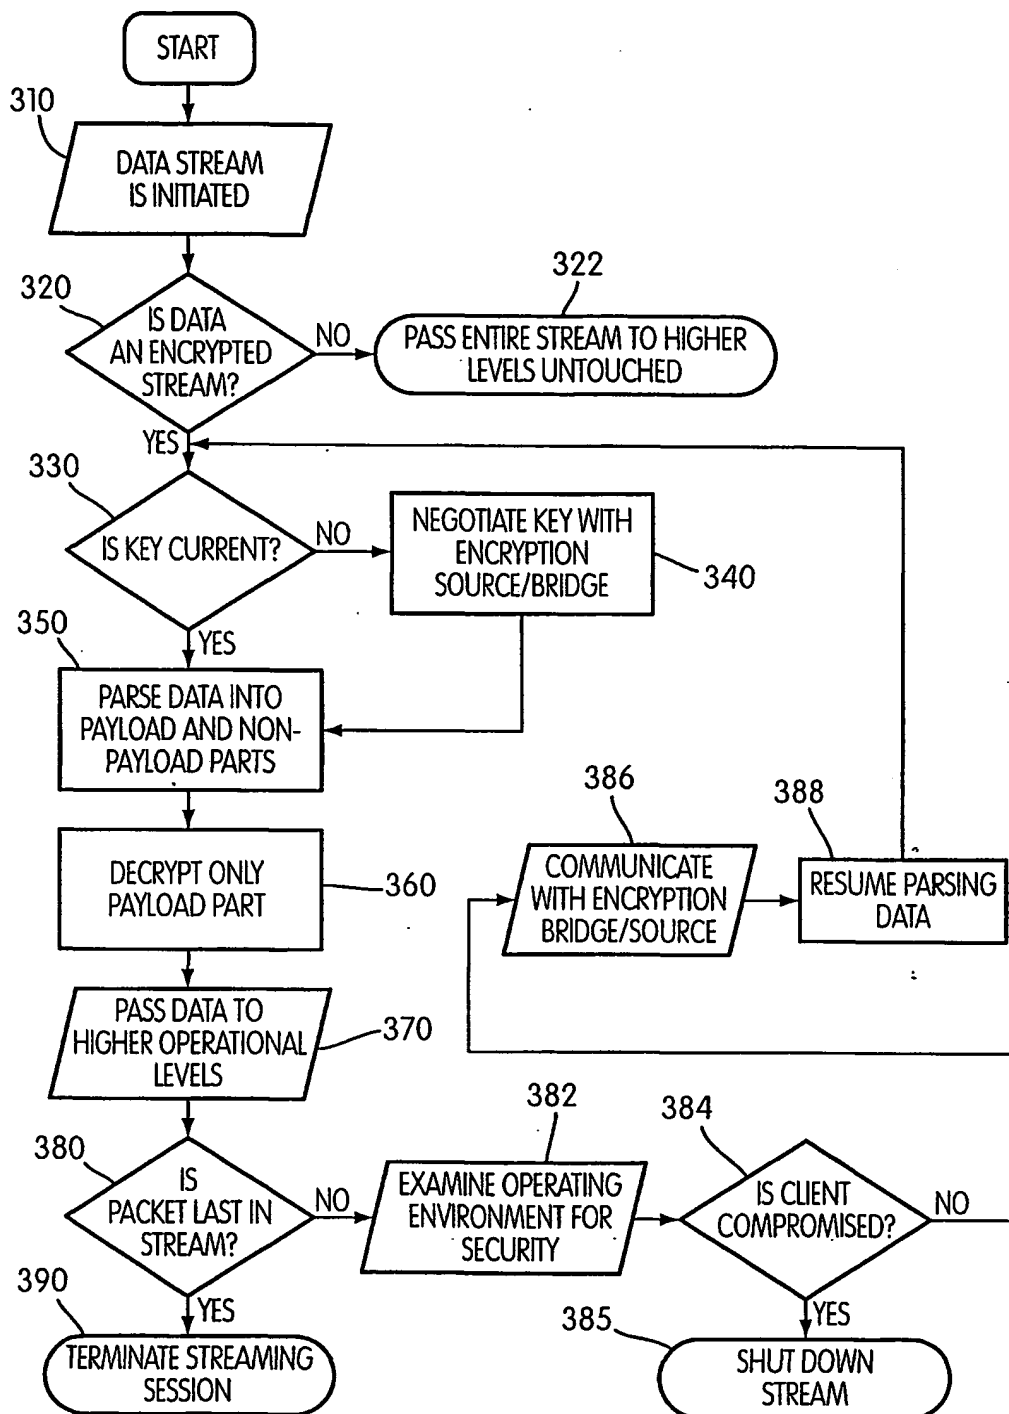 START
310
DATA STREAM
IS INITIATED
320
IS DATA
AN ENCRYPTED
STREAM?
NO
322
PASS ENTIRE STREAM TO HIGHER
LEVELS UNTOUCHED
YES
330
IS KEY CURRENT?
NO
NEGOTIATE KEY WITH
ENCRYPTION
SOURCE/BRIDGE
340
YES
350
PARSE DATA INTO
PAYLOAD AND NON-
PAYLOAD PARTS
DECRYPT ONLY
PAYLOAD PART
360
386
COMMUNICATE
WITH ENCRYPTION
BRIDGE/SOURCE
388
RESUME PARSING
DATA
PASS DATA TO
HIGHER OPERATIONAL
LEVELS
370
380
IS
PACKET LAST IN
STREAM?
NO
382
EXAMINE OPERATING
ENVIRONMENT FOR
SECURITY
384
IS CLIENT
COMPROMISED?
NO
YES
390
TERMINATE STREAMING
SESSION
YES
385
SHUT DOWN
STREAM